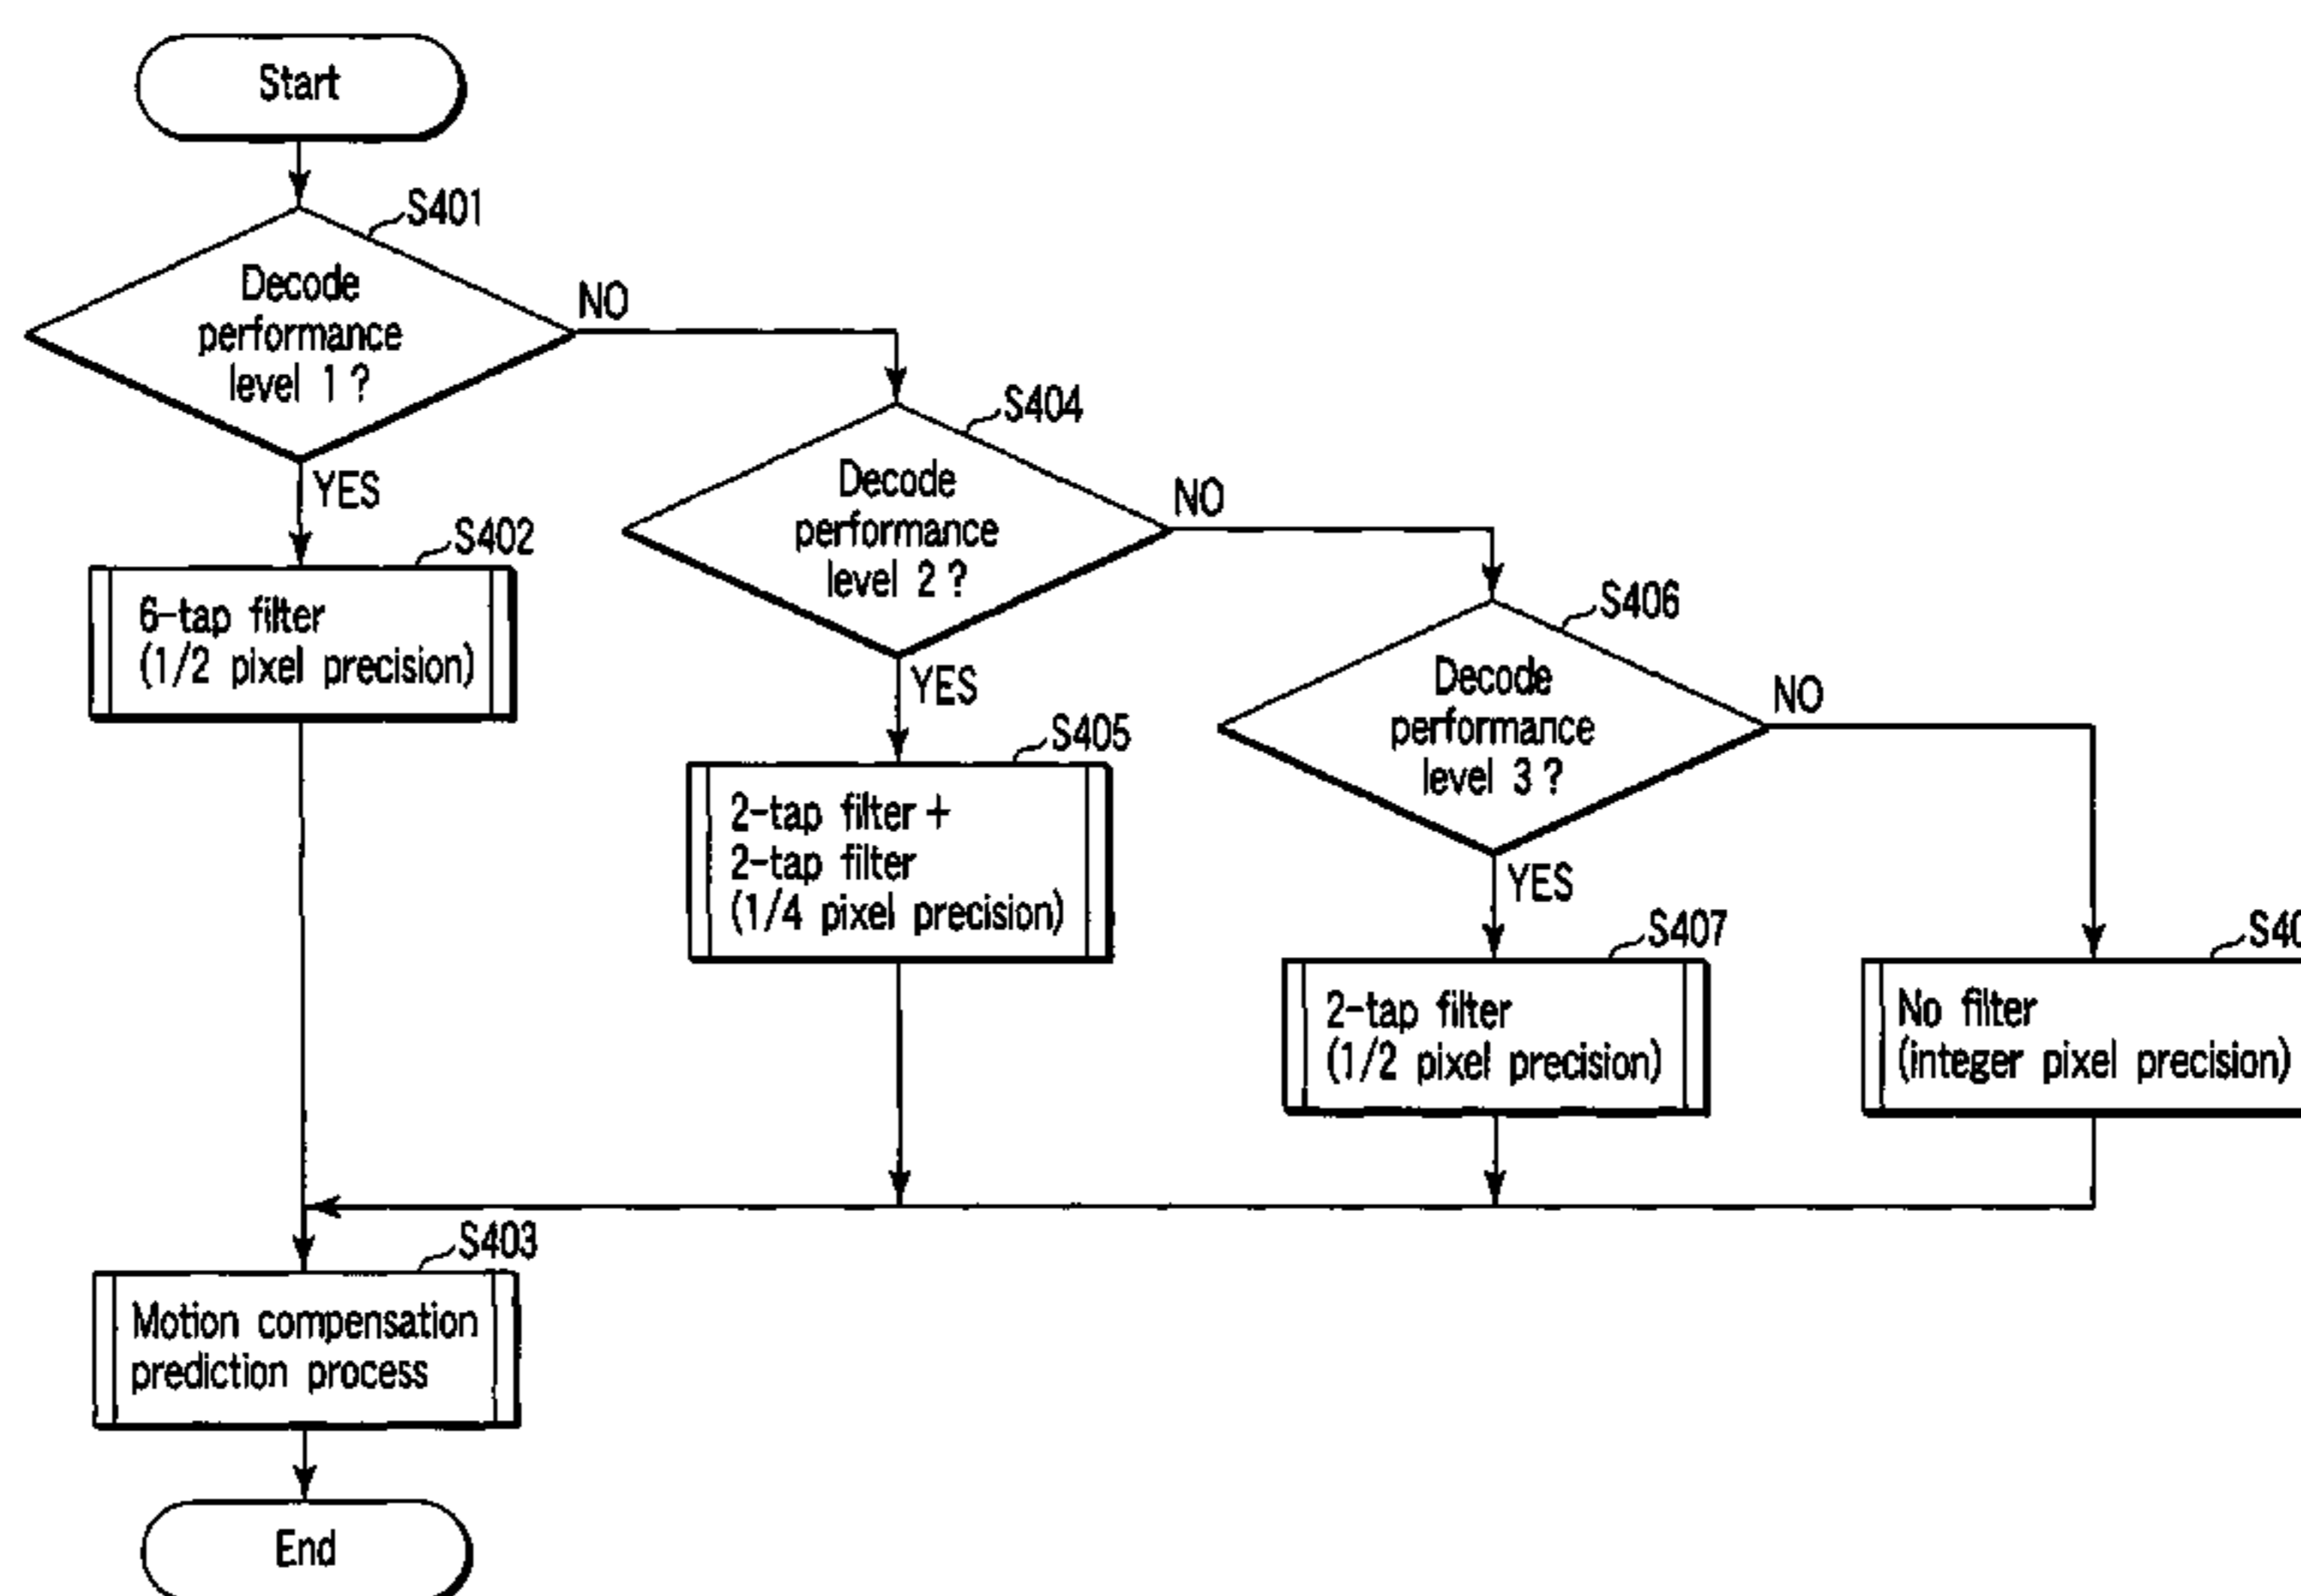 Start
S401
Decode
performance
level 1?
NO
YES
S404
Decode
performance
level 2?
NO
YES
S402
6-tap filter
(1/2 pixel precision)
S406
Decode
performance
level 3?
NO
YES
S405
2-tap filter+
2-tap filter
(1/4 pixel precision)
S407
2-tap filter
(1/2 pixel precision)
No filter
(integer pixel precision)
S403
Motion compensation
prediction process
End